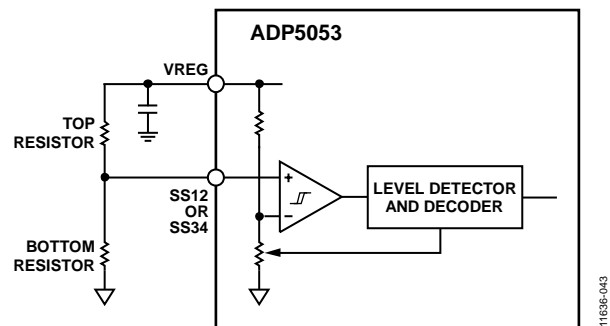 ADP5053
VREG
TOP
RESISTOR
SS12
OR
SS34
+
−
LEVEL DETECTOR
AND DECODER
BOTTOM
RESISTOR
11636-043